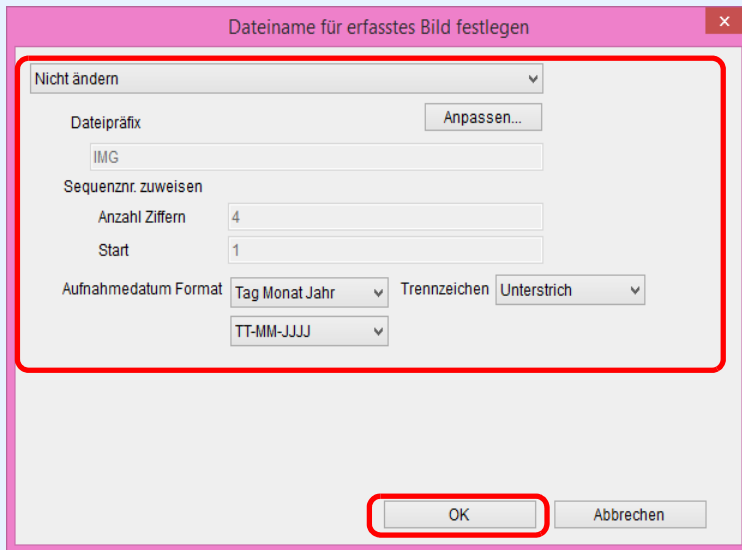 Dateiname für erfasstes Bild festlegen
Nicht ändern
Dateipräfix
Anpassen...
IMG
Sequenznr. zuweisen
Anzahl Ziffern 4
Start 1
Aufnahmedatum Format Tag Monat Jahr Trennzeichen Unterstrich
TT-MM-JJJJ
OK Abbrechen